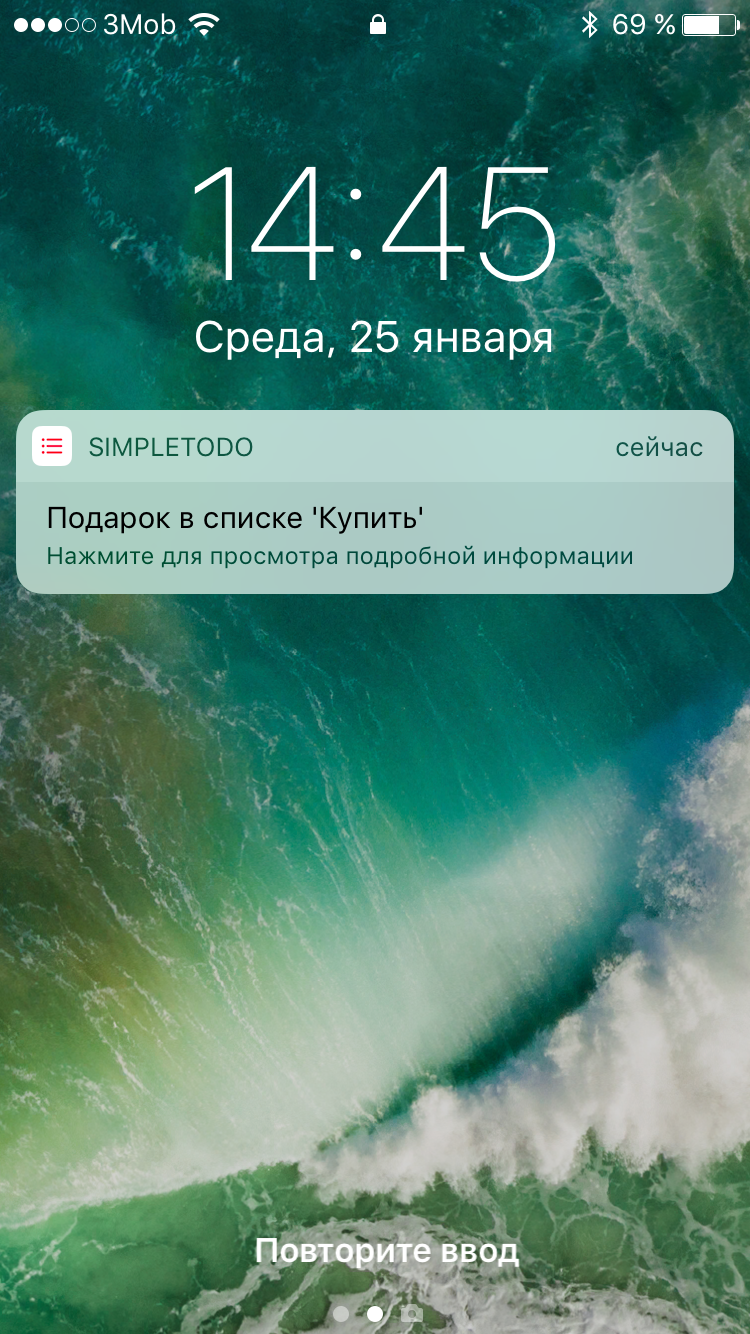 3Mob 69 %
14:45
Среда, 25 января
SIMPLETODO сейчас
Подарок в списке 'Купить'
Нажмите для просмотра подробной информации
Повторите ввод